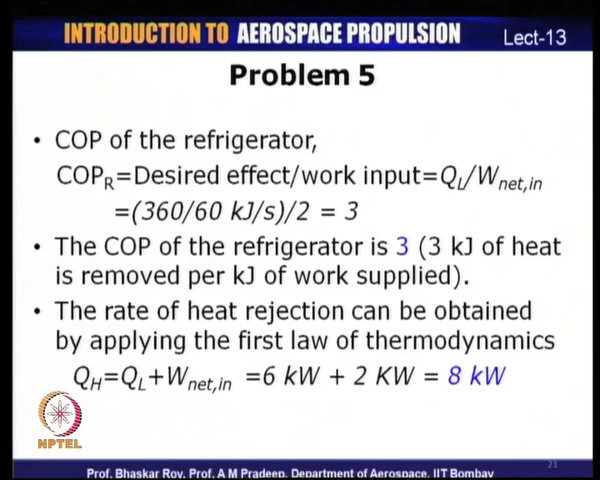 INTRODUCTION TO AEROSPACE PROPULSION
Lect-13
Problem 5
• COP of the refrigerator,
COPR=Desired effect/work input=QL/Wnet,in
=(360/60 kJ/s)/2 = 3
• The COP of the refrigerator is 3 (3 kJ of heat
is removed per kJ of work supplied).
• The rate of heat rejection can be obtained
by applying the first law of thermodynamics
QH=QL+Wnet,in =6 kW + 2 KW = 8 kW
NPTEL
21
Prof. Bhaskar Roy, Prof. A M Pradeep, Department of Aerospace, IIT Bombay